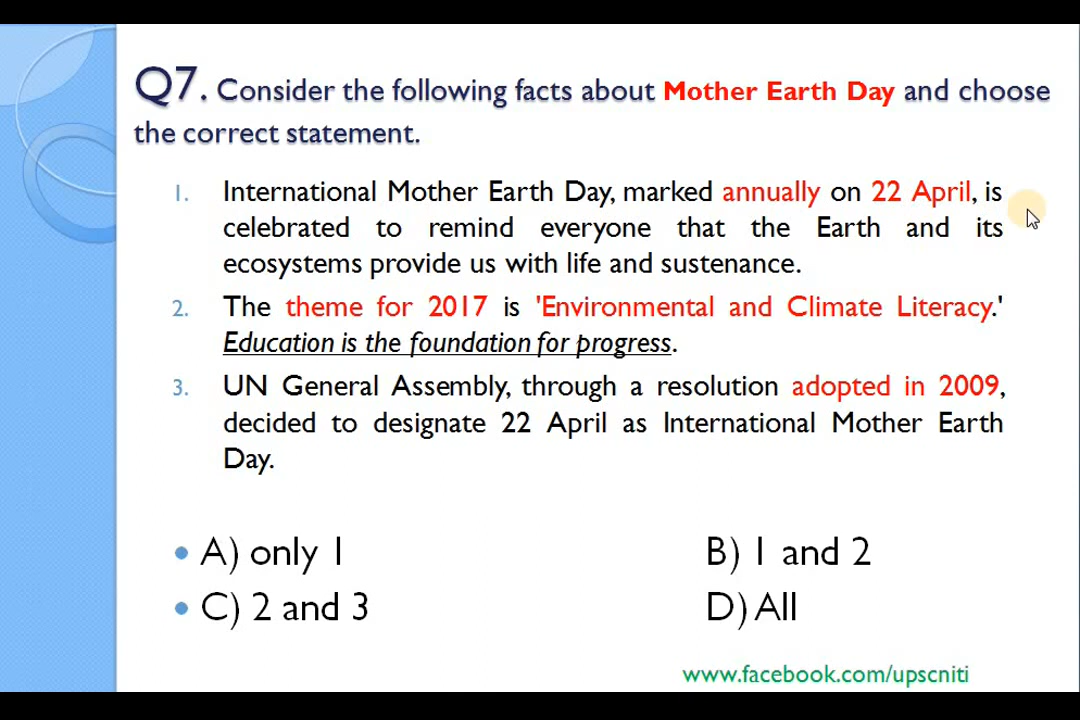 Q7. Consider the following facts about Mother Earth Day and choose
the correct statement.
1. International Mother Earth Day, marked annually on 22 April, is
celebrated to remind everyone that the Earth and its
ecosystems provide us with life and sustenance.
2. The theme for 2017 is 'Environmental and Climate Literacy.'
Education is the foundation for progress.
3. UN General Assembly, through a resolution adopted in 2009,
decided to designate 22 April as International Mother Earth
Day.
• A) only 1 B) 1 and 2
• C) 2 and 3 D) All
www.facebook.com/upscniti